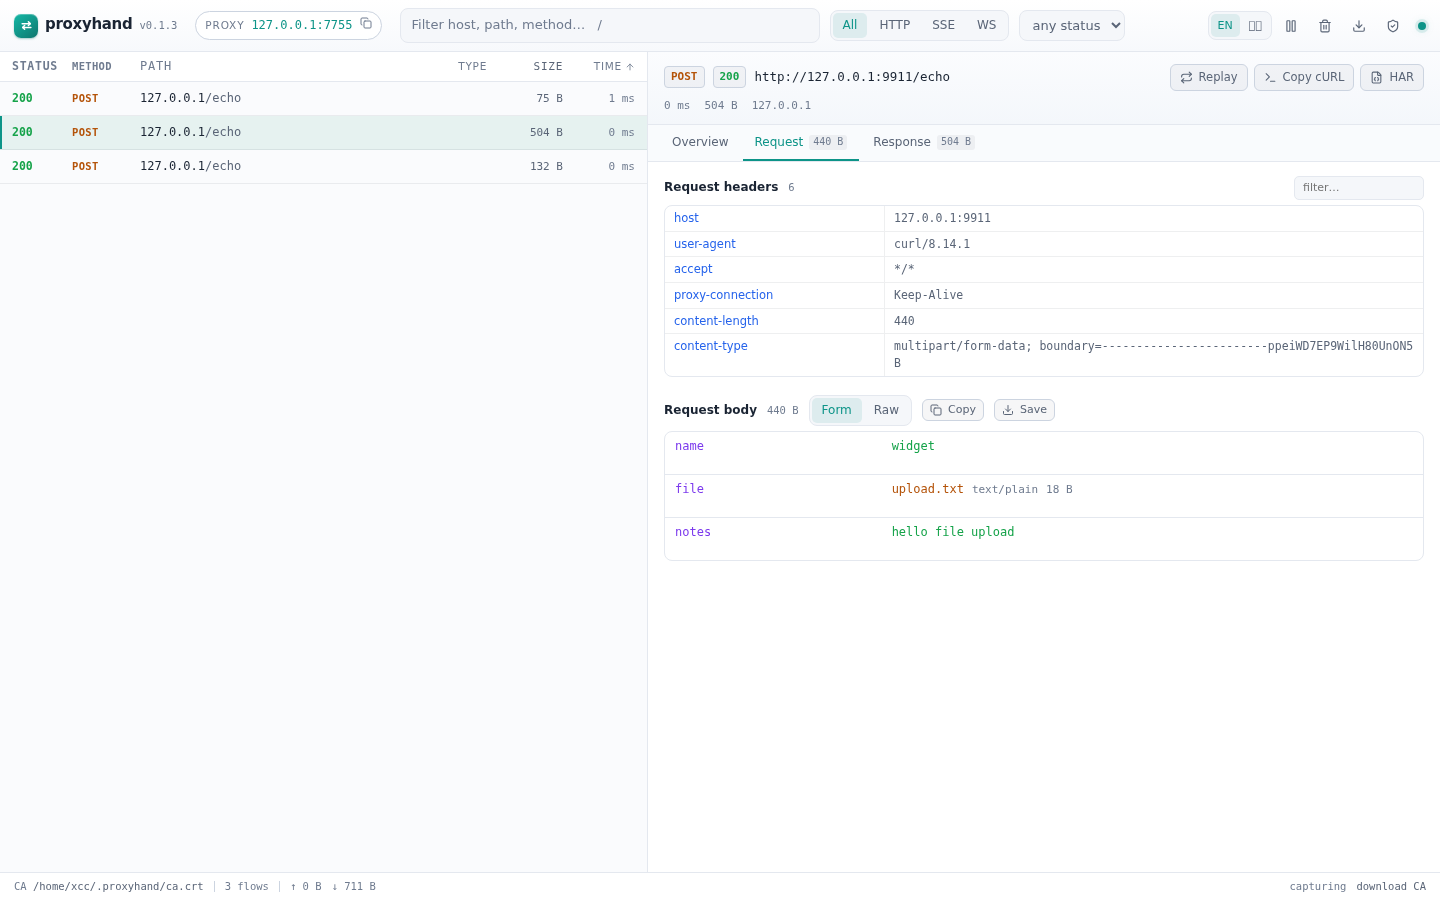 proxyhand v0.1.3 PROXY 127.0.0.1:7755 Filter host, path, method… / All HTTP SSE WS any status EN
STATUS METHOD PATH TYPE SIZE TIME ↑
200 POST 127.0.0.1/echo 75 B 1 ms
200 POST 127.0.0.1/echo 504 B 0 ms
200 POST 127.0.0.1/echo 132 B 0 ms
POST 200 http://127.0.0.1:9911/echo Replay Copy cURL HAR
0 ms 504 B 127.0.0.1
Overview Request 440 B Response 504 B
Request headers 6 filter…
host 127.0.0.1:9911
user-agent curl/8.14.1
accept */*
proxy-connection Keep-Alive
content-length 440
content-type multipart/form-data; boundary=------------------------ppeiWD7EP9WilH80UnON5
B
Request body 440 B Form Raw Copy Save
name widget
file upload.txt text/plain 18 B
notes hello file upload
CA /home/xcc/.proxyhand/ca.crt 3 flows ↑ 0 B ↓ 711 B capturing download CA